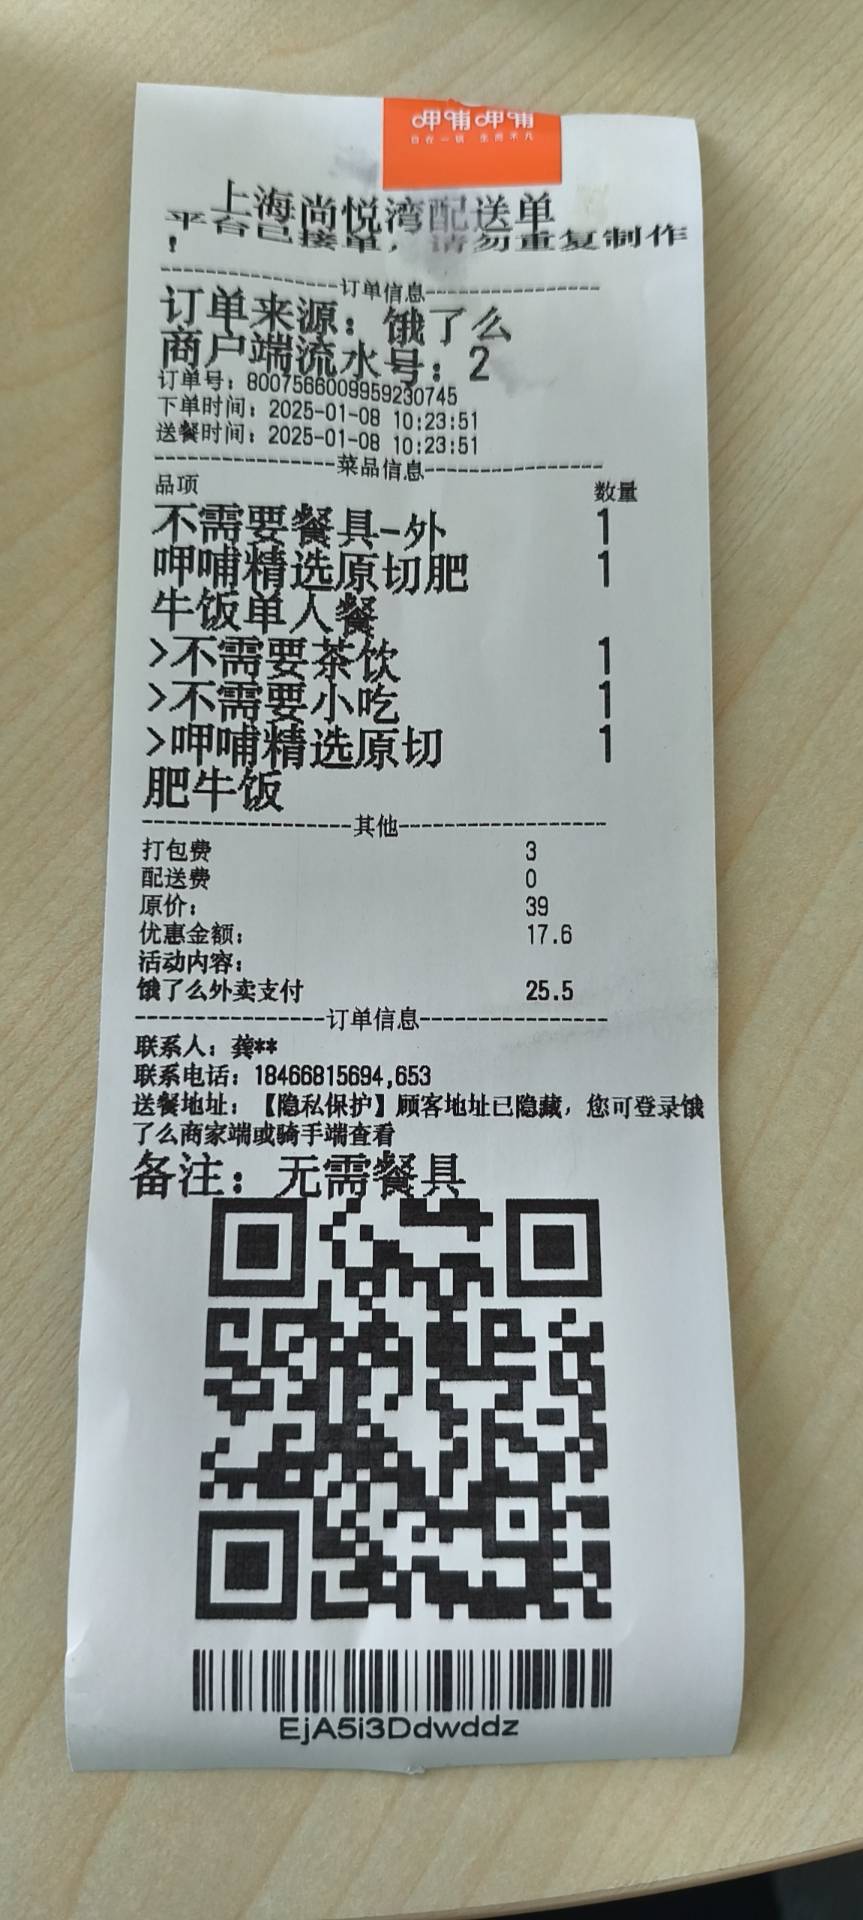 呷哺呷哺
自在一锅 生而不凡
上海尚悦湾配送单
平台已接单，请勿重复制作
！
---------------订单信息---------------
订单来源：饿了么
商户端流水号：2
订单号：8007566009959230745
下单时间：2025-01-08 10:23:51
送餐时间：2025-01-08 10:23:51
---------------菜品信息---------------
品项 数量
不需要餐具-外 1
呷哺精选原切肥 1
牛饭单人餐
>不需要茶饮 1
>不需要小吃 1
>呷哺精选原切 1
肥牛饭
-----------------其他-----------------
打包费 3
配送费 0
原价： 39
优惠金额： 17.6
活动内容：
饿了么外卖支付 25.5
---------------订单信息---------------
联系人：龚**
联系电话：18466815694,653
送餐地址：【隐私保护】顾客地址已隐藏，您可登录饿
了么商家端或骑手端查看
备注：无需餐具
EjA5i3Ddwddz